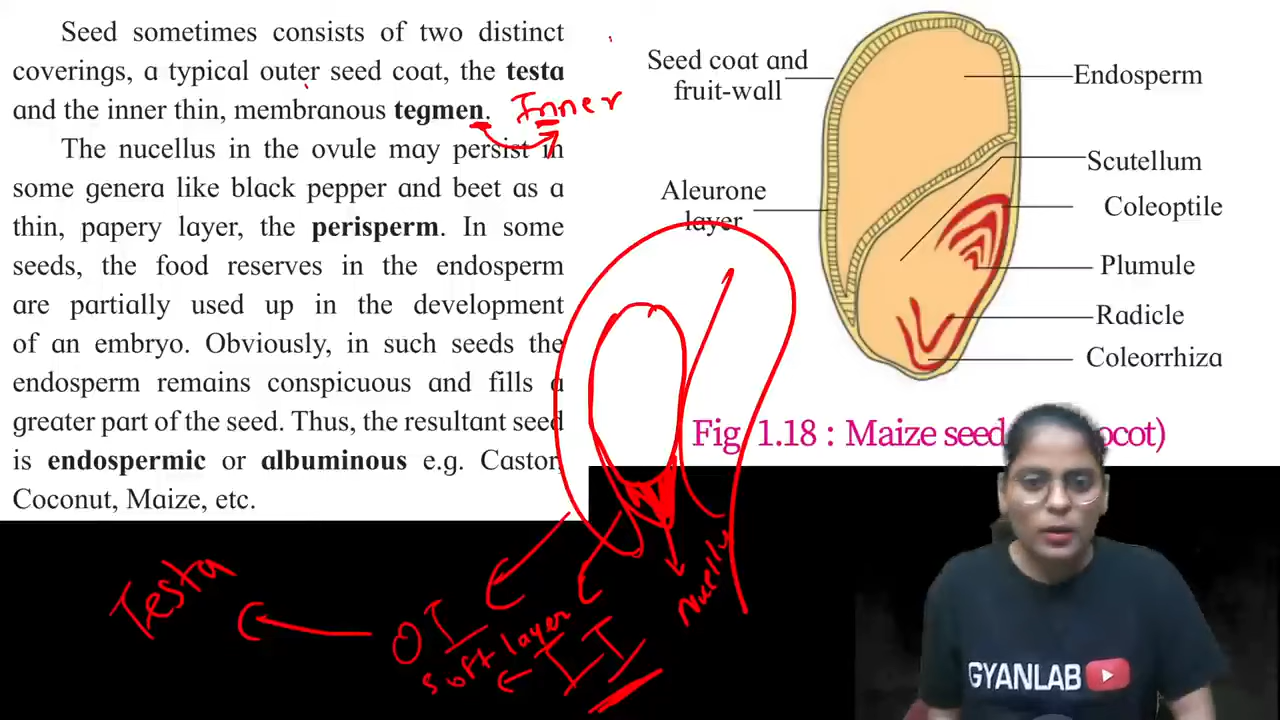 Seed sometimes consists of two distinct
coverings, a typical outer seed coat, the testa
and the inner thin, membranous tegmen.
Inner
The nucellus in the ovule may persist in
some genera like black pepper and beet as a
thin, papery layer, the perisperm. In some
seeds, the food reserves in the endosperm
are partially used up in the development
of an embryo. Obviously, in such seeds the
endosperm remains conspicuous and fills a
greater part of the seed. Thus, the resultant seed
is endospermic or albuminous e.g. Castor,
Coconut, Maize, etc.
Seed coat and
fruit-wall
Aleurone
layer
Endosperm
Scutellum
Coleoptile
Plumule
Radicle
Coleorrhiza
Fig. 1.18 : Maize seed
Testa
OI
soft layer
II
GYANLAB